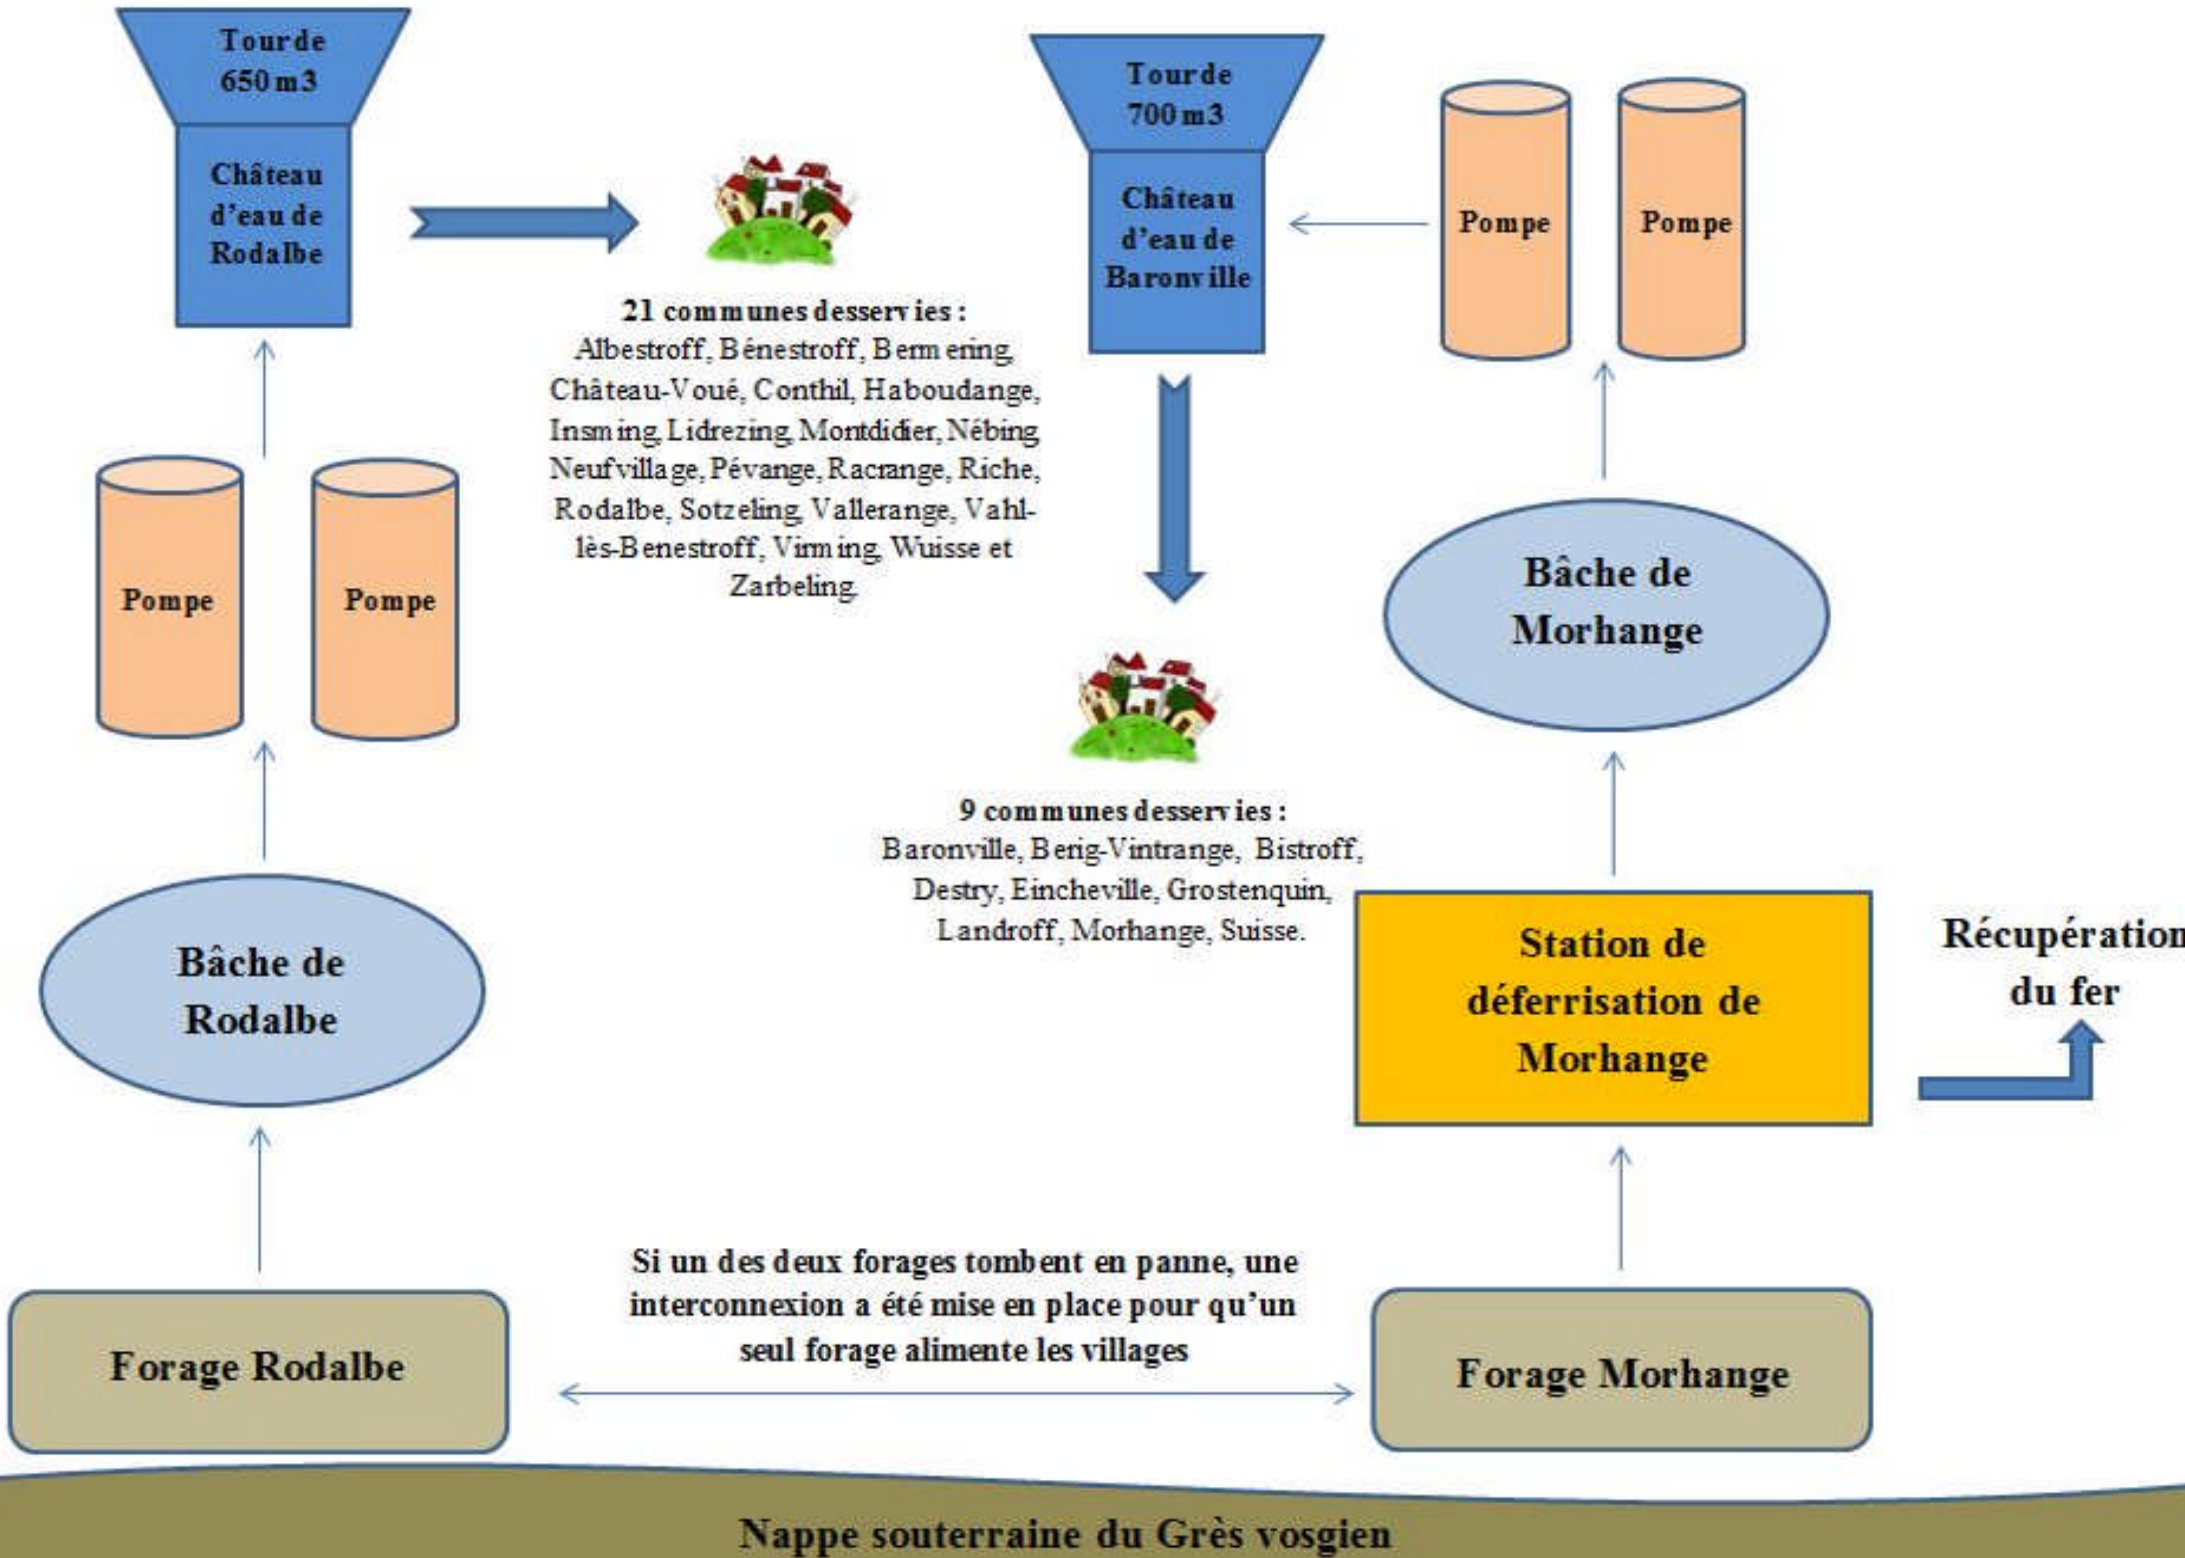 Tour de
650 m3
Château
d'eau de
Rodalbe
21 communes desservies :
Albestroff, Bénestroff, Bermering,
Château-Voué, Conthil, Haboudange,
Insming, Lidrezing, Montdidier, Nébing
Neufvillage, Pévange, Racrange, Riche,
Rodalbe, Sotzeling, Vallerange, Vahl-
lès-Benestroff, Virming, Wuisse et
Zarbeling.
Tour de
700 m3
Château
d'eau de
Baronville
Pompe
Pompe
Pompe
Pompe
Bâche de
Morhange
9 communes desservies :
Baronville, Berig-Vintrange, Bistroff,
Destry, Eincheville, Grostenquin,
Landroff, Morhange, Suisse.
Bâche de
Rodalbe
Station de
déferrisation de
Morhange
Récupération
du fer
Si un des deux forages tombent en panne, une
interconnexion a été mise en place pour qu'un
seul forage alimente les villages
Forage Rodalbe
Forage Morhange
Nappe souterraine du Grès vosgien